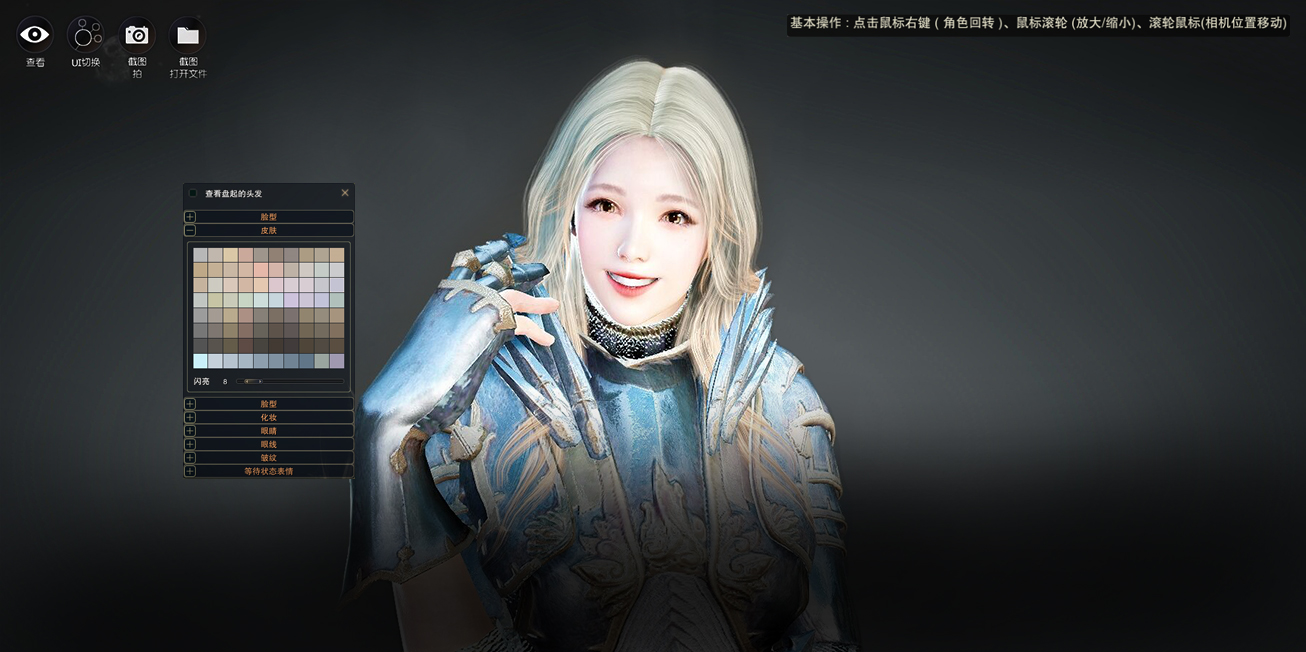 基本操作：点击鼠标右键 ( 角色回转 )、鼠标滚轮 (放大/缩小)、滚轮鼠标(相机位置移动)
查看
UI切换
截图
拍
截图
打开文件
查看盘起的头发
脸型
皮肤
闪亮 8
脸型
化妆
眼睛
眼线
皱纹
等待状态表情